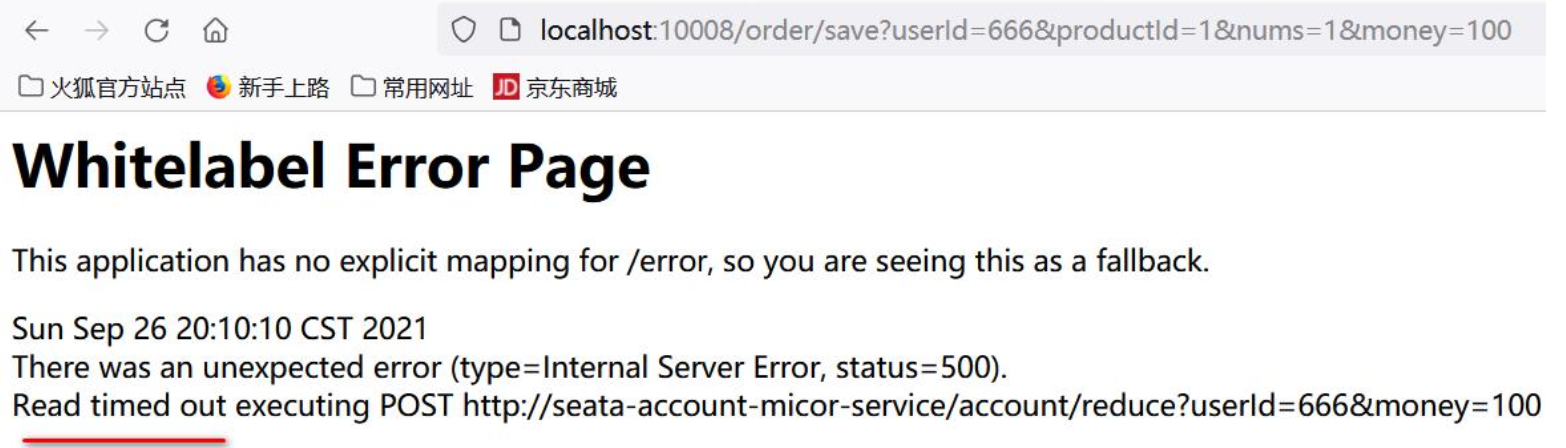 localhost:10008/order/save?userId=666&productId=1&nums=1&money=100
火狐官方站点 新手上路 常用网址 JD 京东商城
Whitelabel Error Page
This application has no explicit mapping for /error, so you are seeing this as a fallback.
Sun Sep 26 20:10:10 CST 2021
There was an unexpected error (type=Internal Server Error, status=500).
Read timed out executing POST http://seata-account-micor-service/account/reduce?userId=666&money=100